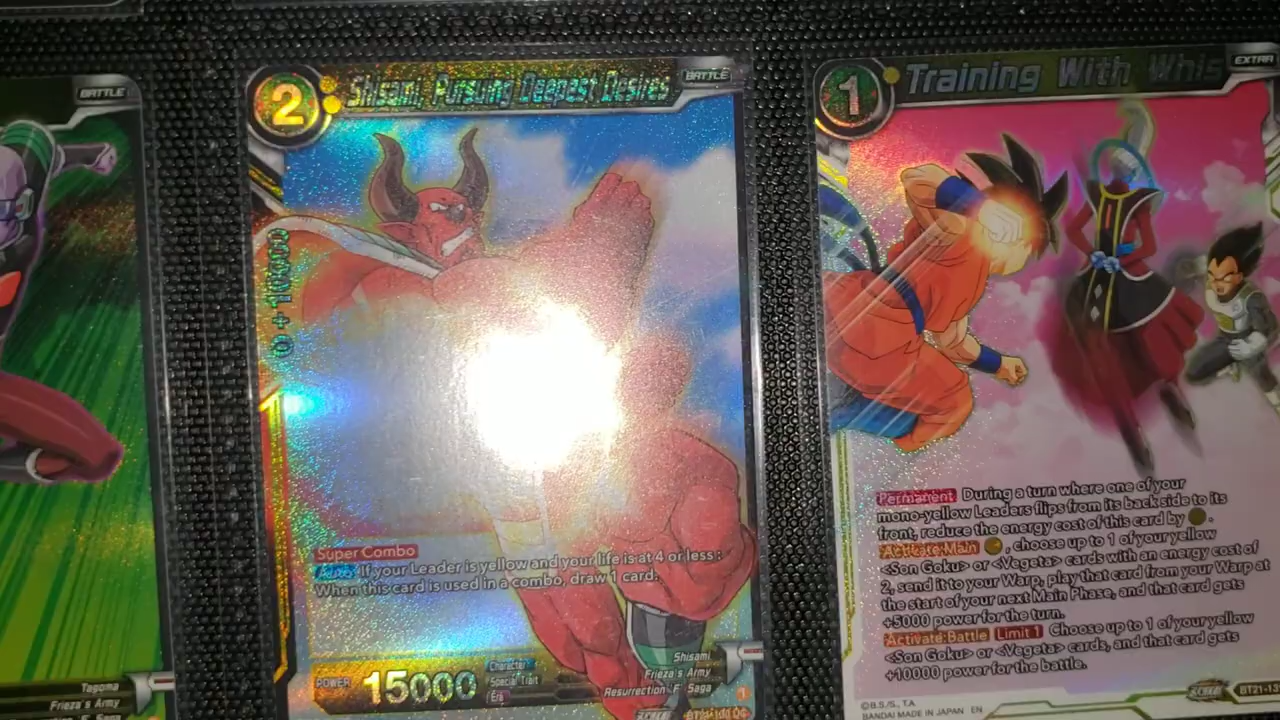 BATTLE
Tagoma
Frieza's Army
2
Shisami, Pursuing Deepest Desires
BATTLE
Super Combo
Auto If your Leader is yellow and your life is at 4 or less:
When this card is used in a combo, draw 1 card.
POWER 15000
Character
Special Trait
Era
Shisami
Frieza's Army
Resurrection 'F' Saga
1
Training With Whis
EXTRA
Permanent During a turn where one of your
mono-yellow Leaders flips from its back side to its
front, reduce the energy cost of this card by .
Activate:Main , choose up to 1 of your yellow
<Son Goku> or <Vegeta> cards with an energy cost of
2, send it to your Warp, play that card from your Warp at
the start of your next Main Phase, and that card gets
+5000 power for the turn.
Activate:Battle Limit 1 Choose up to 1 of your yellow
<Son Goku> or <Vegeta> cards, and that card gets
+10000 power for the battle.
©B.S./S., T.A
BANDAI MADE IN JAPAN EN